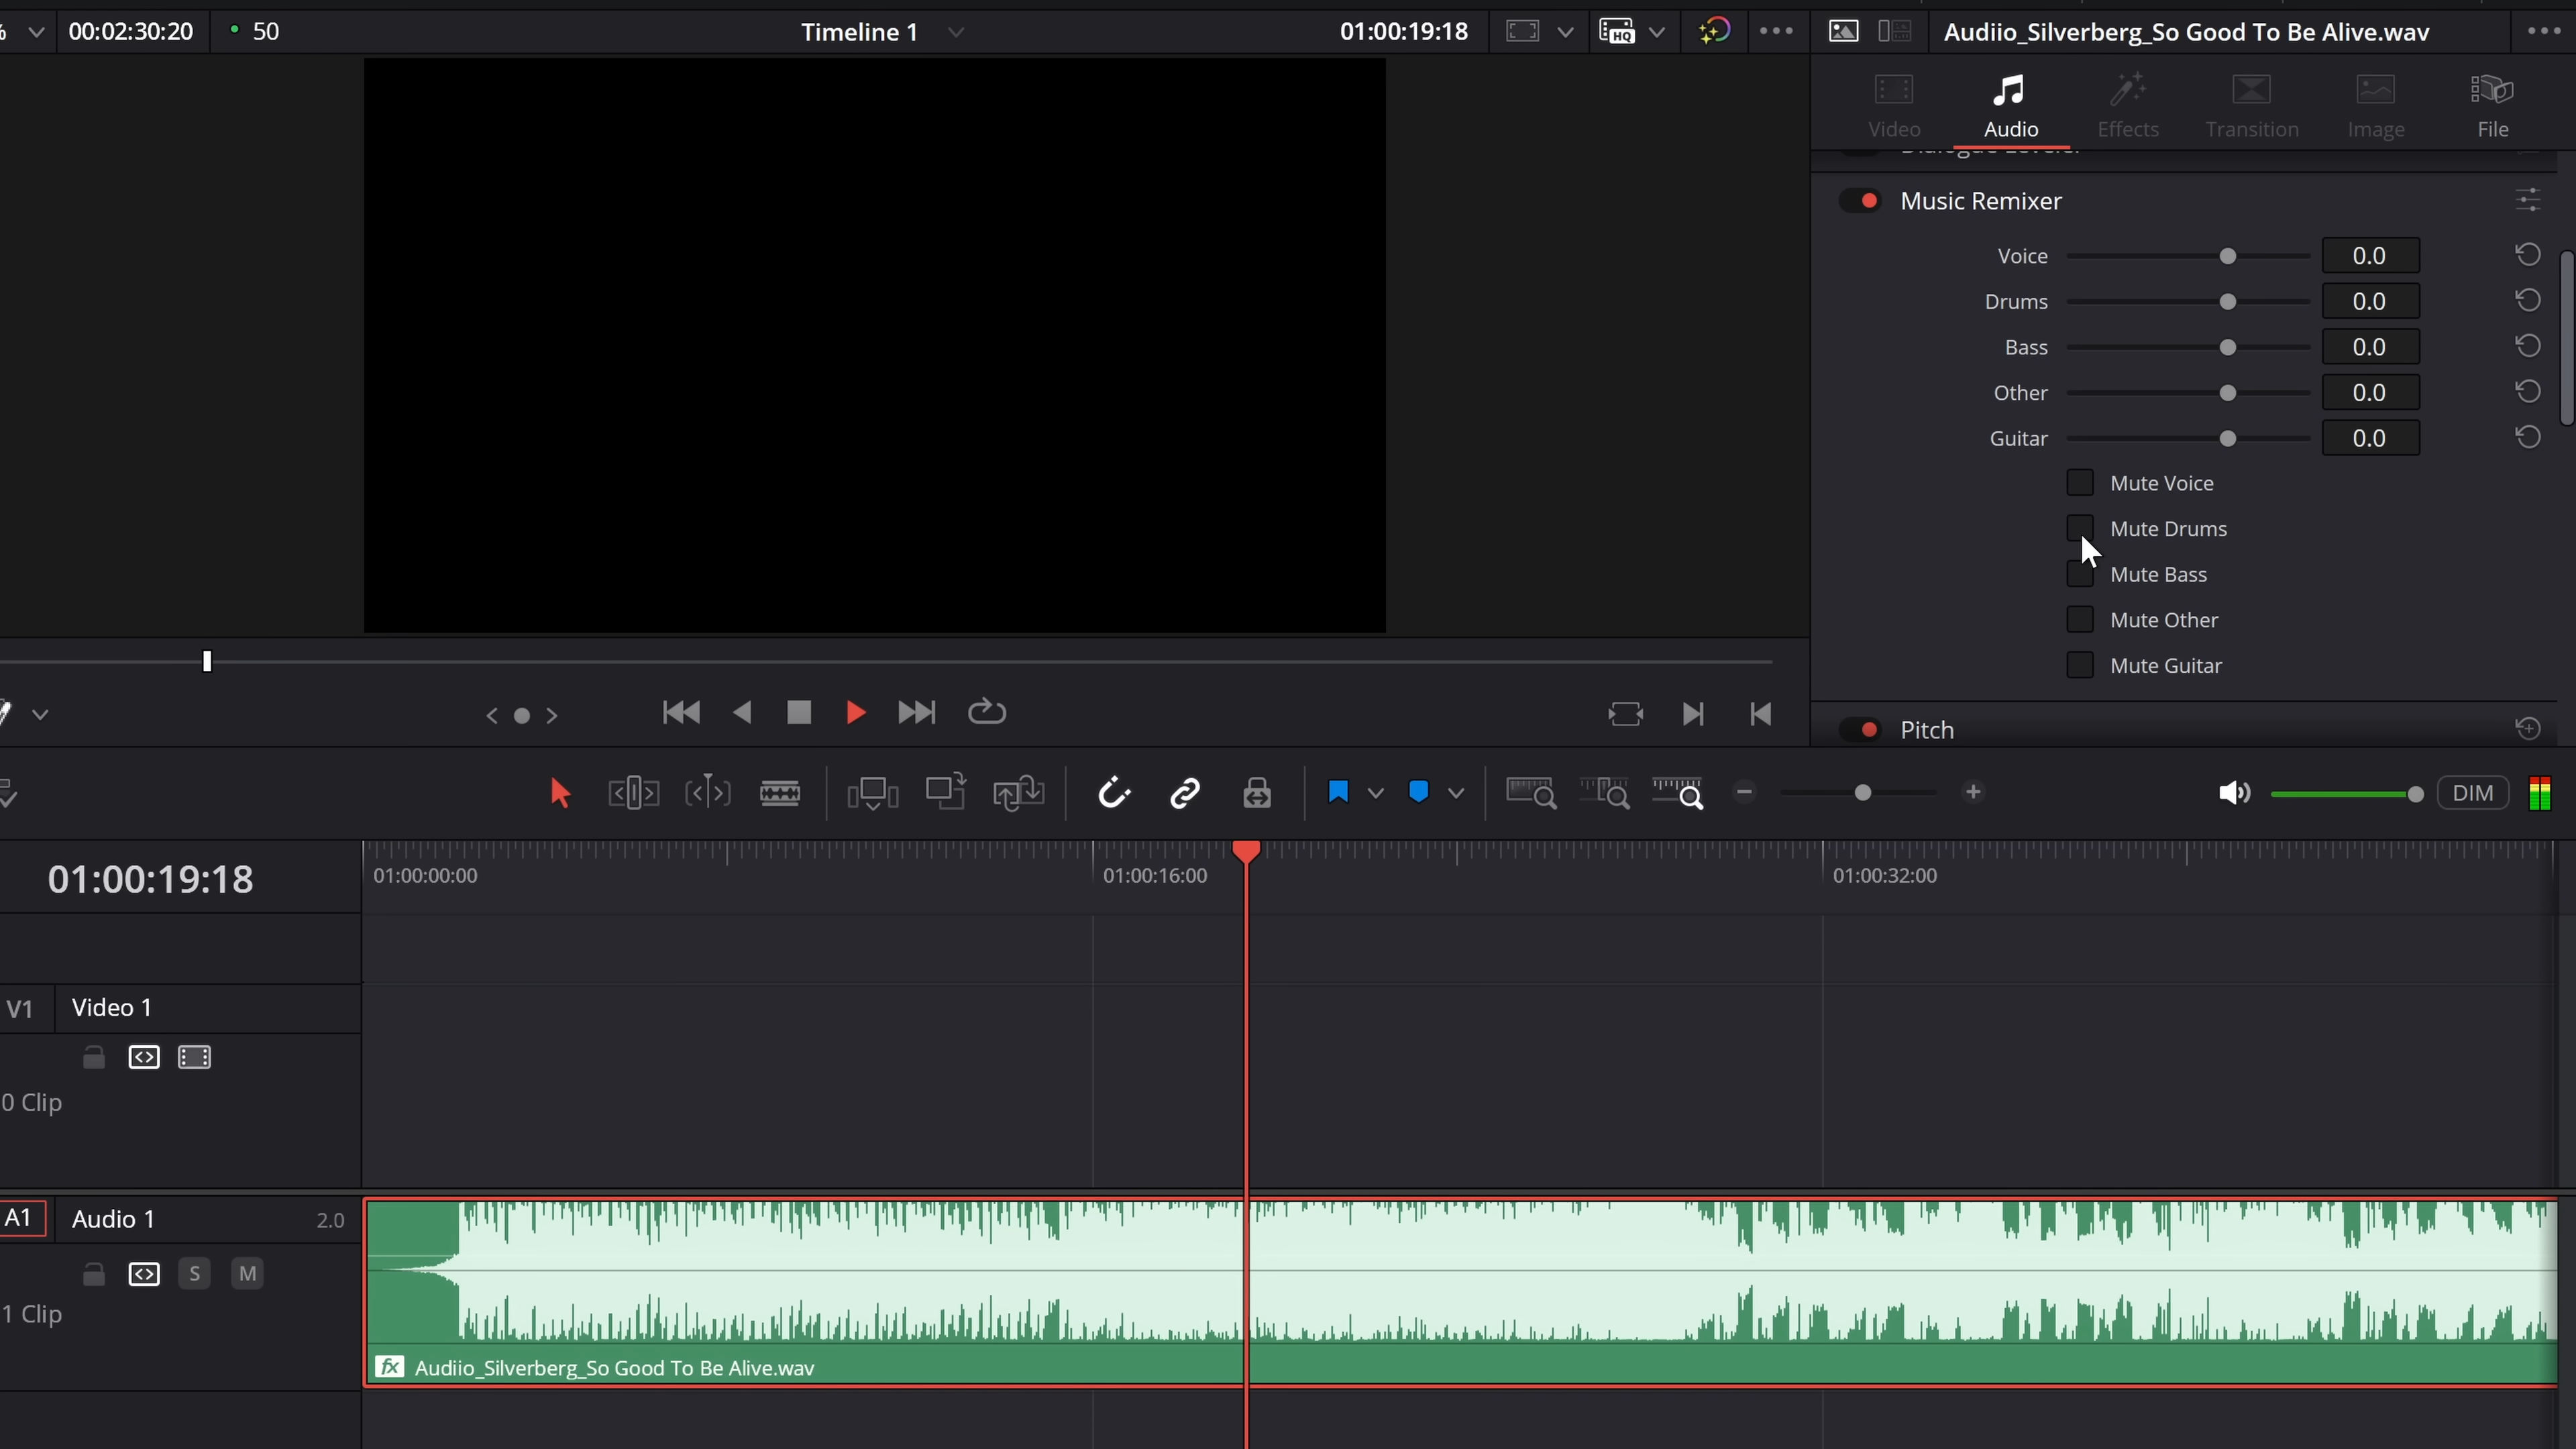 %
00:02:30:20
50
Timeline 1
01:00:19:18
HQ
Audiio_Silverberg_So Good To Be Alive.wav
Video
Audio
Effects
Transition
Image
File
Dialogue Leveler
Music Remixer
Voice 0.0
Drums 0.0
Bass 0.0
Other 0.0
Guitar 0.0
Mute Voice
Mute Drums
Mute Bass
Mute Other
Mute Guitar
Pitch
DIM
01:00:19:18
01:00:00:00
01:00:16:00
01:00:32:00
V1
Video 1
0 Clip
A1
Audio 1
2.0
S
M
1 Clip
fx Audiio_Silverberg_So Good To Be Alive.wav